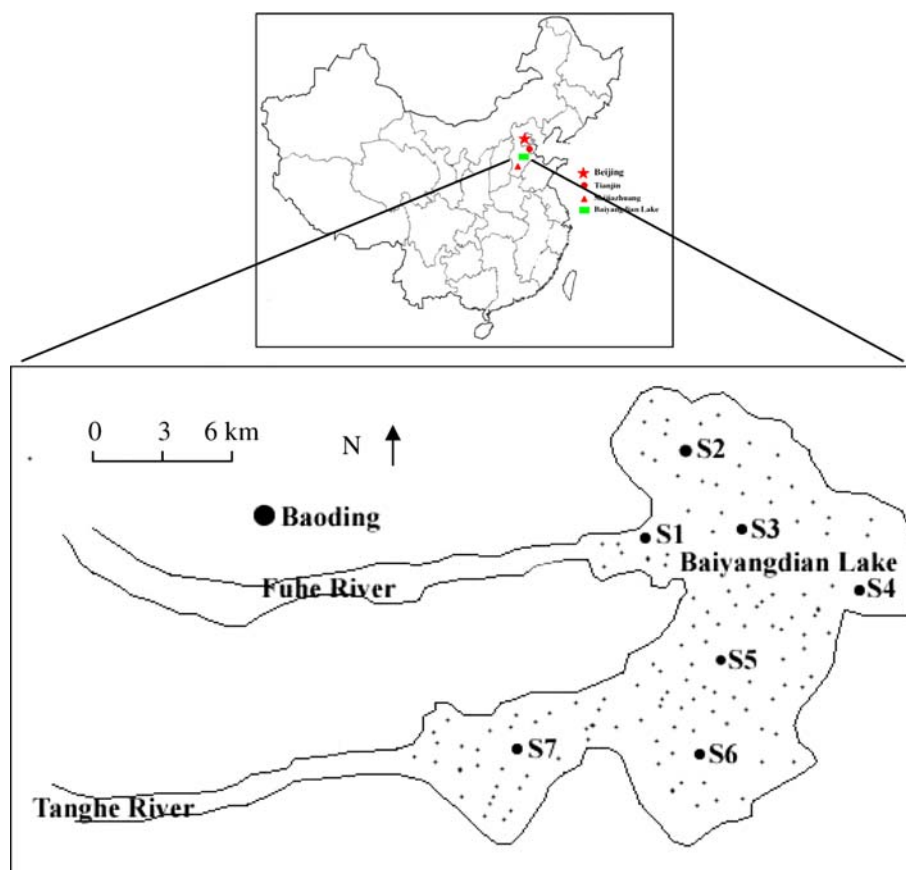 Beijing
Tianjin
Shijiazhuang
Baiyangdian Lake
0 3 6 km
N
S2
Baoding
S1
S3
Baiyangdian Lake
Fuhe River
S4
S5
S7
S6
Tanghe River